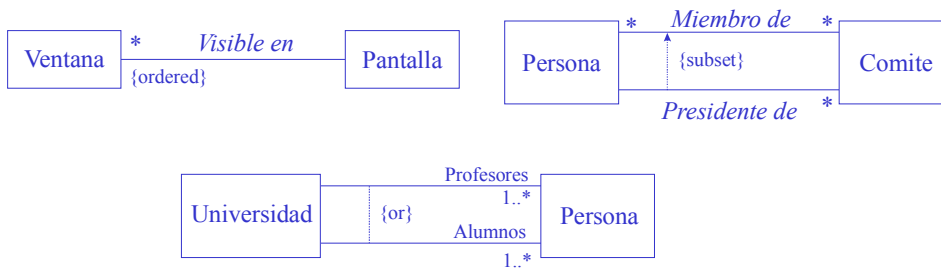 * Visible en
Ventana Pantalla
{ordered}
* Miembro de *
Persona {subset} Comite
Presidente de *
Profesores
1..*
Universidad {or} Persona
Alumnos
1..*